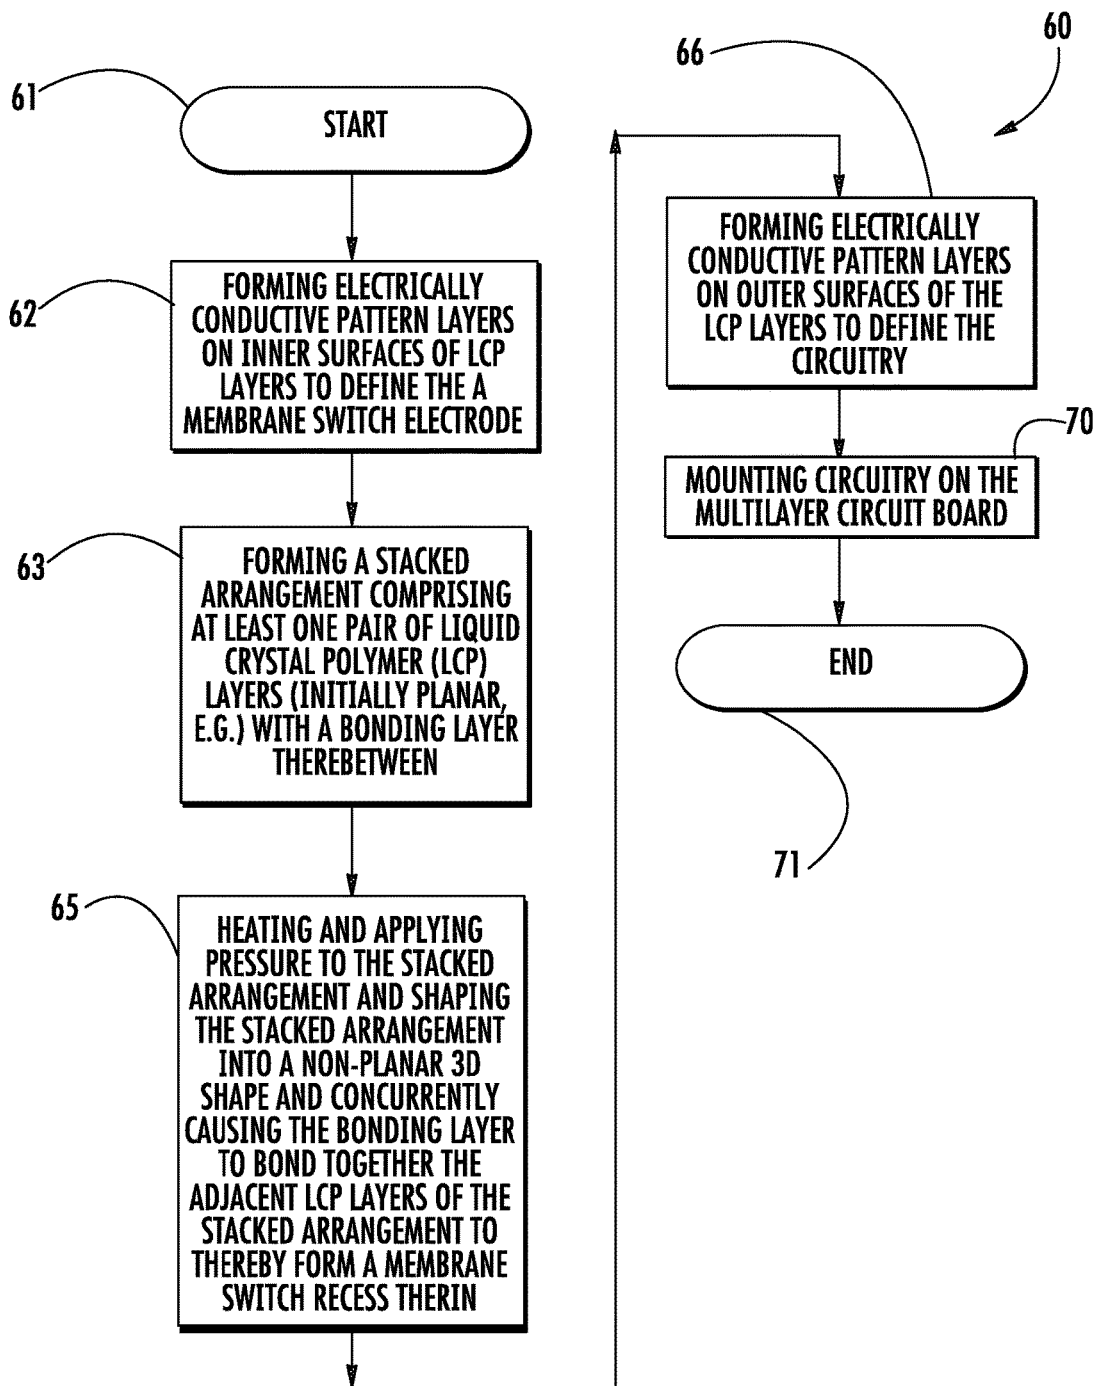 61
START
62
FORMING ELECTRICALLY
CONDUCTIVE PATTERN LAYERS
ON INNER SURFACES OF LCP
LAYERS TO DEFINE THE A
MEMBRANE SWITCH ELECTRODE
63
FORMING A STACKED
ARRANGEMENT COMPRISING
AT LEAST ONE PAIR OF LIQUID
CRYSTAL POLYMER (LCP)
LAYERS (INITIALLY PLANAR,
E.G.) WITH A BONDING LAYER
THEREBETWEEN
65
HEATING AND APPLYING
PRESSURE TO THE STACKED
ARRANGEMENT AND SHAPING
THE STACKED ARRANGEMENT
INTO A NON-PLANAR 3D
SHAPE AND CONCURRENTLY
CAUSING THE BONDING LAYER
TO BOND TOGETHER THE
ADJACENT LCP LAYERS OF THE
STACKED ARRANGEMENT TO
THEREBY FORM A MEMBRANE
SWITCH RECESS THERIN
60
66
FORMING ELECTRICALLY
CONDUCTIVE PATTERN LAYERS
ON OUTER SURFACES OF THE
LCP LAYERS TO DEFINE THE
CIRCUITRY
70
MOUNTING CIRCUITRY ON THE
MULTILAYER CIRCUIT BOARD
END
71